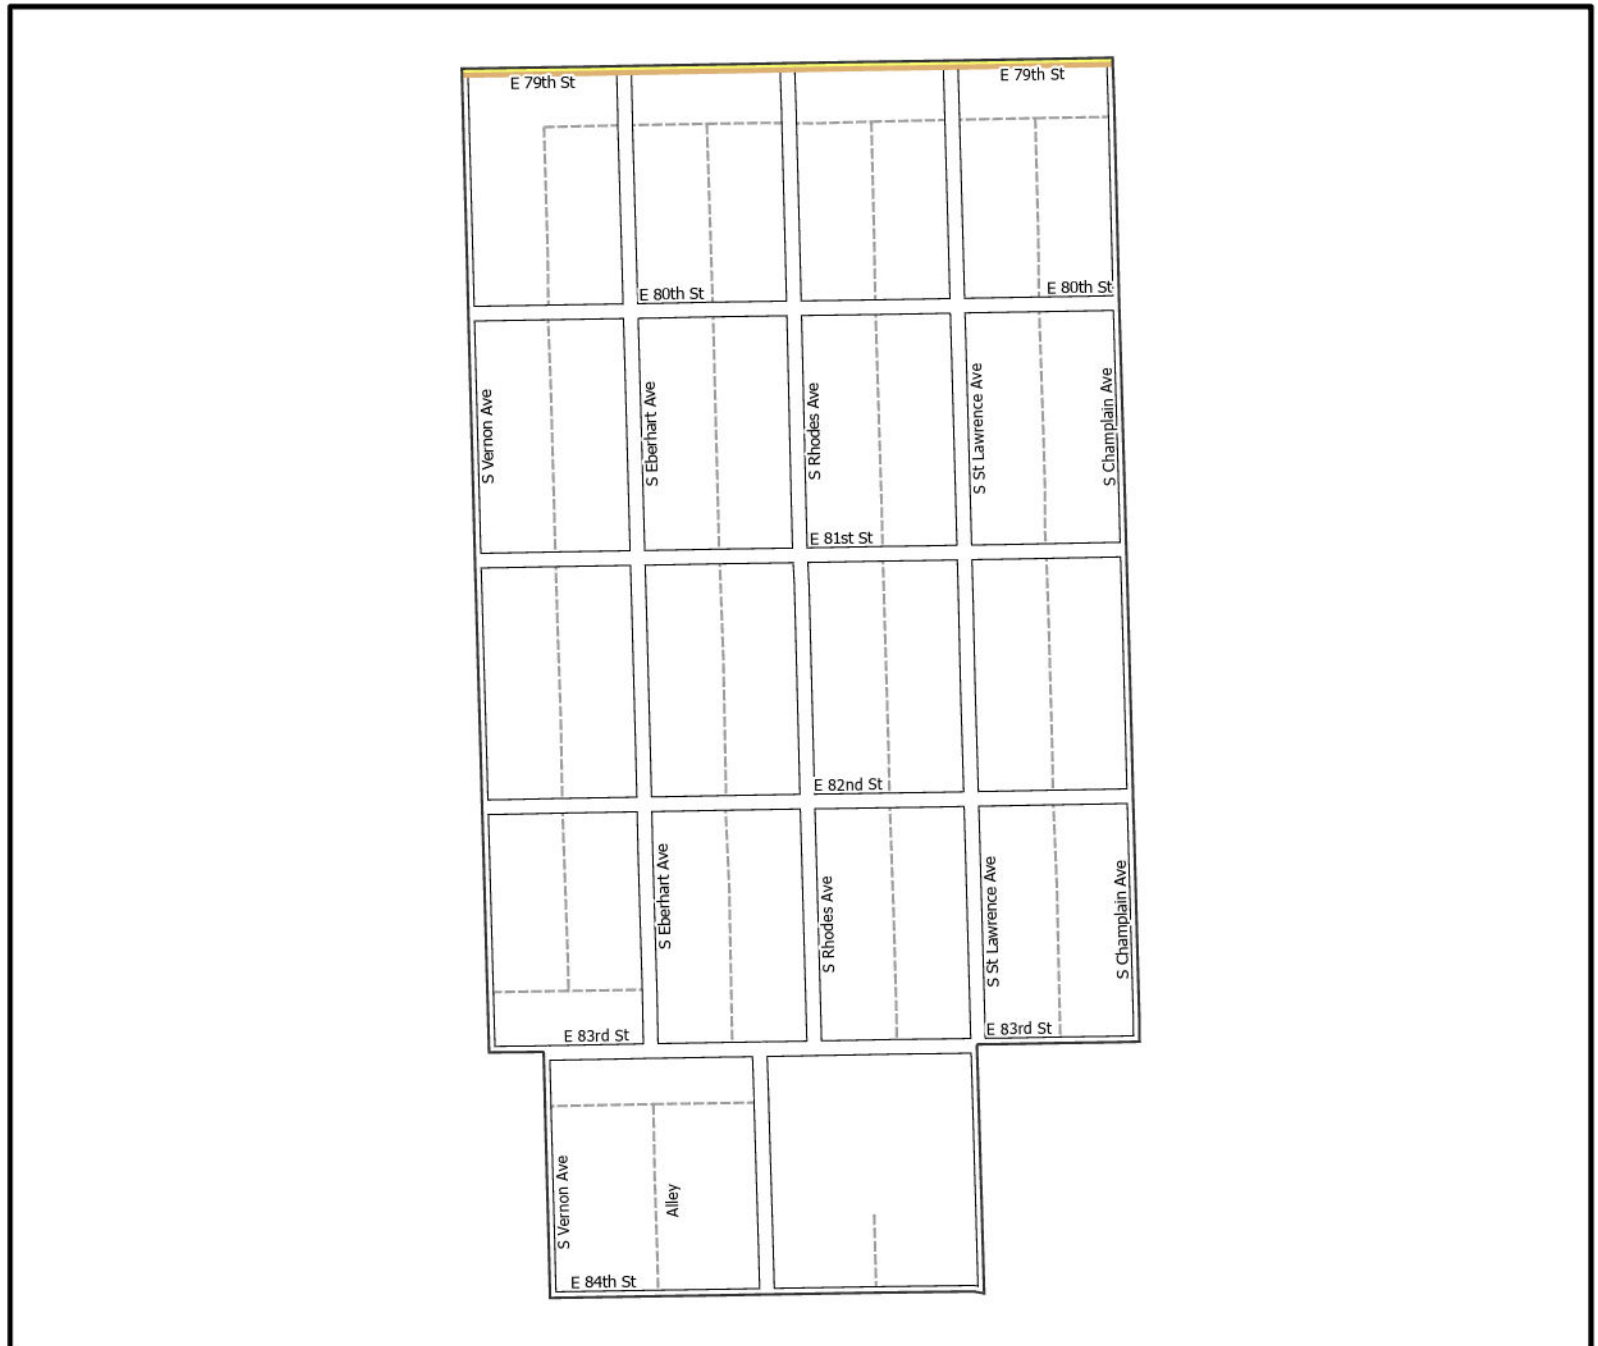 E 79th St
E 79th St
E 80th St
E 80th St
S Vernon Ave
S Eberhart Ave
S Rhodes Ave
S St Lawrence Ave
S Champlain Ave
E 81st St
E 82nd St
S Eberhart Ave
S Rhodes Ave
S St Lawrence Ave
S Champlain Ave
E 83rd St
E 83rd St
S Vernon Ave
Alley
E 84th St